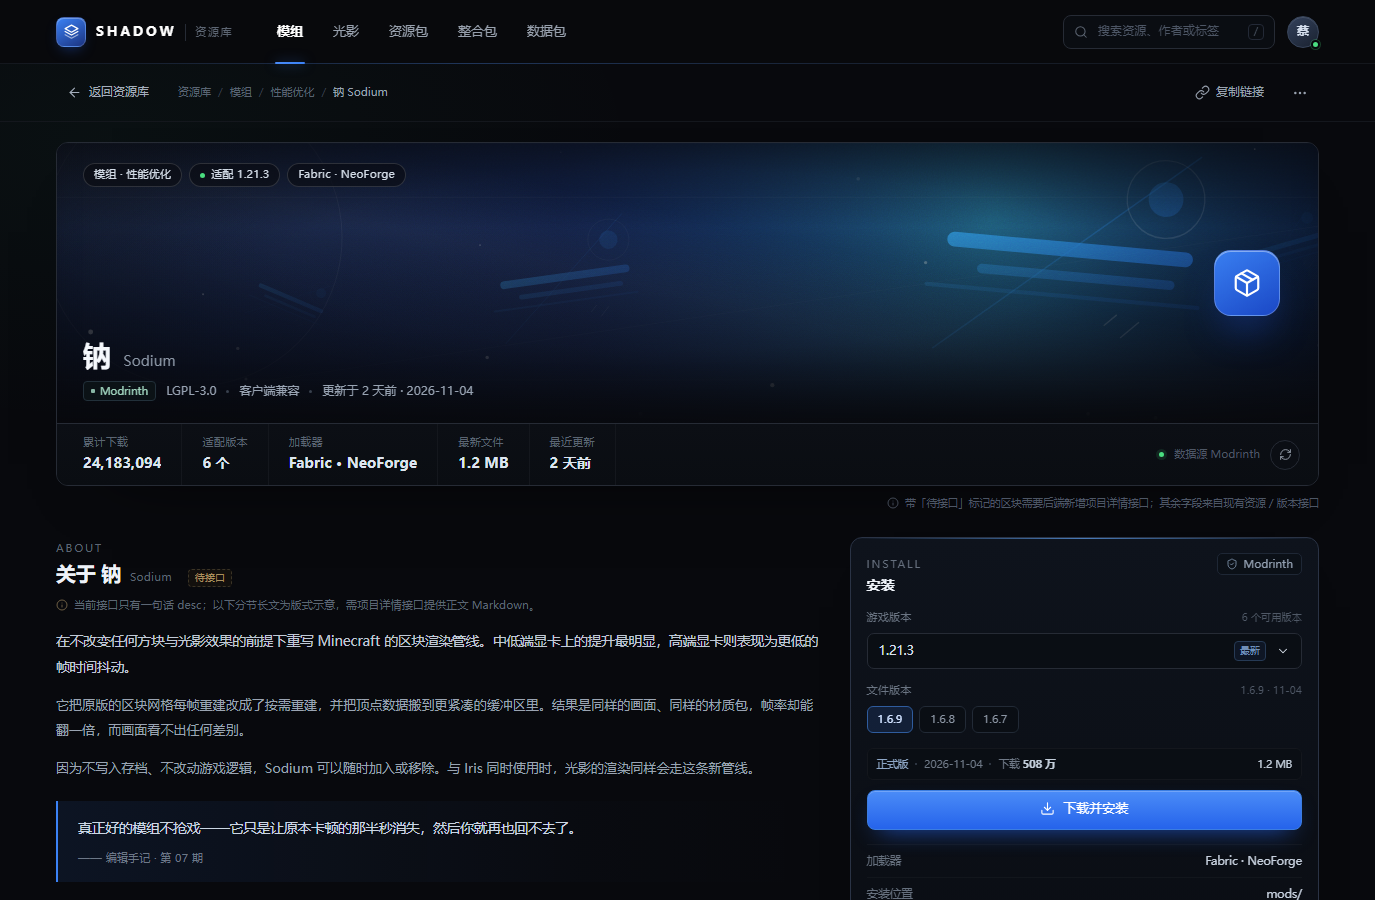 SHADOW 资源库 模组 光影 资源包 整合包 数据包 搜索资源、作者或标签 / 蔡
返回资源库 资源库 / 模组 / 性能优化 / 钠 Sodium 复制链接 ...
模组 · 性能优化 适配 1.21.3 Fabric · NeoForge
钠 Sodium
Modrinth LGPL-3.0 · 客户端兼容 · 更新于 2 天前 · 2026-11-04
累计下载 适配版本 加载器 最新文件 最近更新
24,183,094 6 个 Fabric • NeoForge 1.2 MB 2 天前
数据源 Modrinth
带「待接口」标记的区块需要后端新增项目详情接口；其余字段来自现有资源 / 版本接口
ABOUT
关于 钠 Sodium 待接口
当前接口只有一句话 desc；以下分节长文为版式示意，需项目详情接口提供正文 Markdown。
在不改变任何方块与光影效果的前提下重写 Minecraft 的区块渲染管线。中低端显卡上的提升最明显，高端显卡则表现为更低的
帧时间抖动。
它把原版的区块网格每帧重建改成了按需重建，并把顶点数据搬到更紧凑的缓冲区里。结果是同样的画面、同样的材质包，帧率却能
翻一倍，而画面看不出任何差别。
因为不写入存档、不改动游戏逻辑，Sodium 可以随时加入或移除。与 Iris 同时使用时，光影的渲染同样会走这条新管线。
真正好的模组不抢戏——它只是让原本卡顿的那半秒消失，然后你就再也回不去了。
—— 编辑手记 · 第 07 期
INSTALL Modrinth
安装
游戏版本 6 个可用版本
1.21.3 最新
文件版本 1.6.9 · 11-04
1.6.9 1.6.8 1.6.7
正式版 · 2026-11-04 · 下载 508 万 1.2 MB
下载并安装
加载器 Fabric · NeoForge
安装位置 mods/